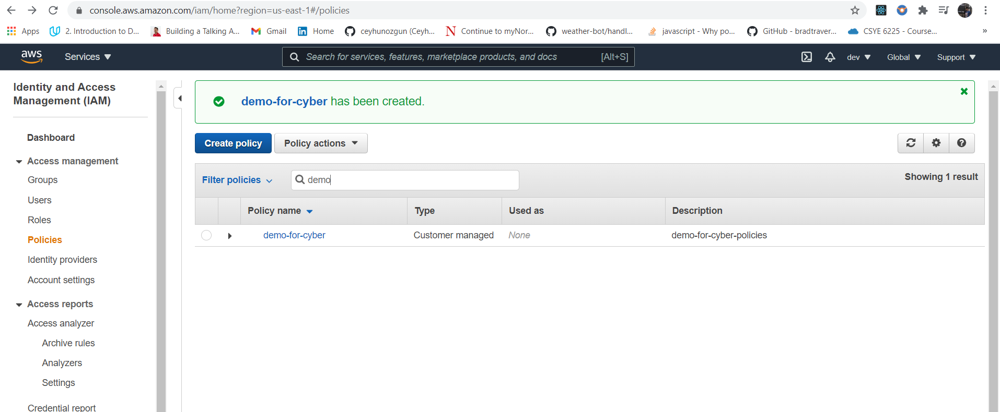 console.aws.amazon.com/iam/home?region=us-east-1#/policies
Apps
2. Introduction to D...
Building a Talking A...
Gmail
Home
ceyhunozgun (Ceyh...
Continue to myNor...
weather-bot/handl...
javascript - Why po...
GitHub - bradtraver...
CSYE 6225 - Course...
»
aws
Services
Search for services, features, marketplace products, and docs
[Alt+S]
dev
Global
Support
Identity and Access
Management (IAM)
Dashboard
Access management
Groups
Users
Roles
Policies
Identity providers
Account settings
Access reports
Access analyzer
Archive rules
Analyzers
Settings
Credential report
demo-for-cyber has been created.
Create policy
Policy actions
Filter policies
demo
Showing 1 result
Policy name
Type
Used as
Description
demo-for-cyber
Customer managed
None
demo-for-cyber-policies